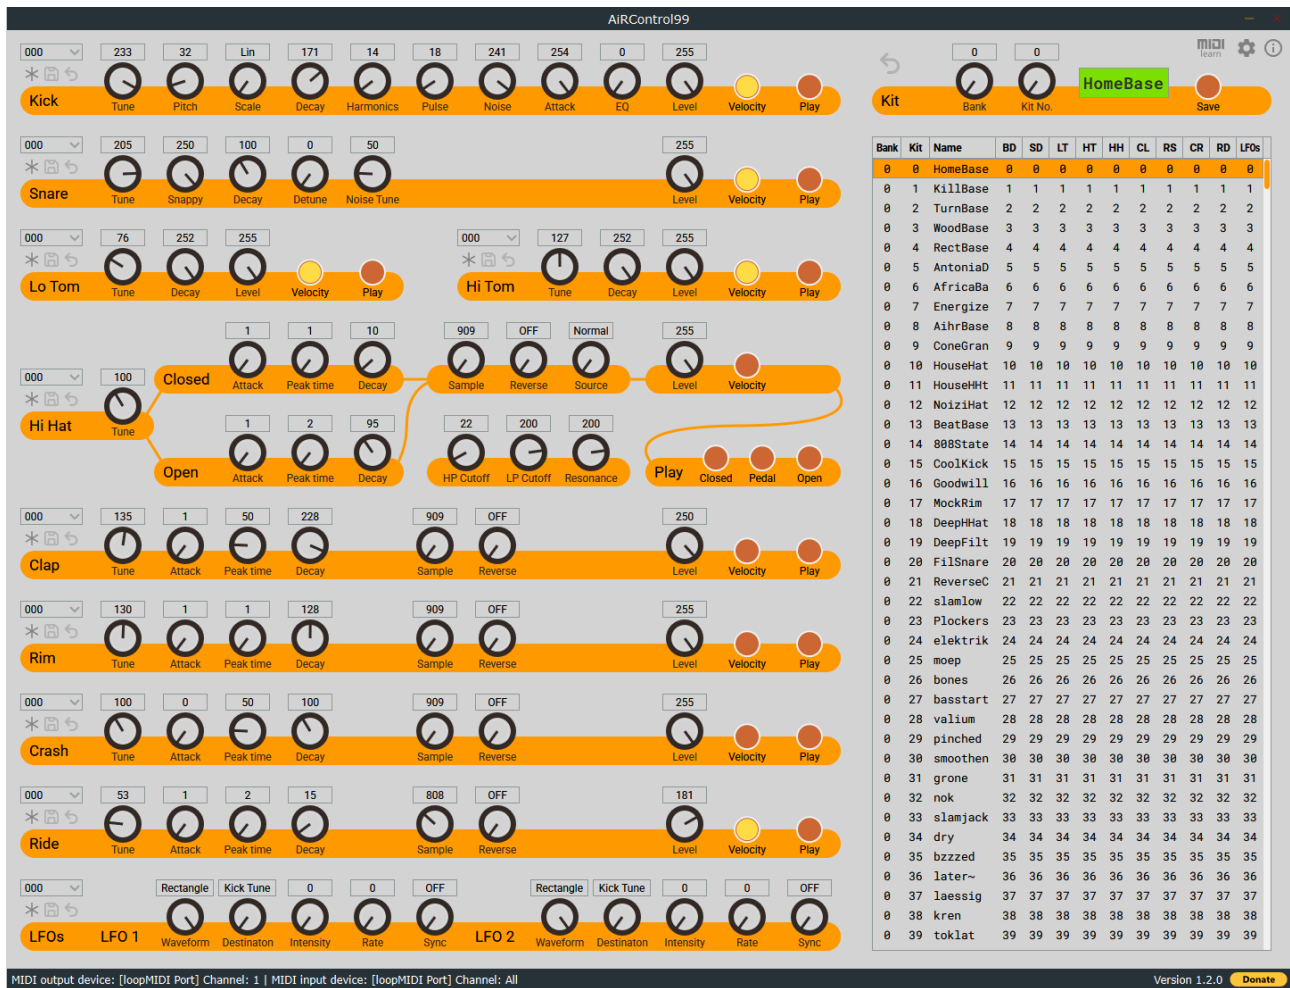 AiRControl99
000 233 32 Lin 171 14 18 241 254 0 255
Kick Tune Pitch Scale Decay Harmonics Pulse Noise Attack EQ Level Velocity Play
000 205 250 100 0 50 255
Snare Tune Snappy Decay Detune Noise Tune Level Velocity Play
000 76 252 255
Lo Tom Tune Decay Level Velocity Play
000 127 252 255
Hi Tom Tune Decay Level Velocity Play
1 1 10 909 OFF Normal 255
Closed Attack Peak time Decay Sample Reverse Source Level Velocity
000 100
Hi Hat Tune
1 2 95 22 200 200
Open Attack Peak time Decay HP Cutoff LP Cutoff Resonance Play Closed Pedal Open
000 135 1 50 228 909 OFF 250
Clap Tune Attack Peak time Decay Sample Reverse Level Velocity Play
000 130 1 1 128 909 OFF 255
Rim Tune Attack Peak time Decay Sample Reverse Level Velocity Play
000 100 0 50 100 909 OFF 255
Crash Tune Attack Peak time Decay Sample Reverse Level Velocity Play
000 53 1 2 15 808 OFF 181
Ride Tune Attack Peak time Decay Sample Reverse Level Velocity Play
000 Rectangle Kick Tune 0 0 OFF Rectangle Kick Tune 0 0 OFF
LFOs LFO 1 Waveform Destinaton Intensity Rate Sync LFO 2 Waveform Destinaton Intensity Rate Sync
0 0 MIDI learn
HomeBase
Kit Bank Kit No. Save
Bank Kit Name BD SD LT HT HH CL RS CR RD LFOs
0 0 HomeBase 0 0 0 0 0 0 0 0 0 0
0 1 KillBase 1 1 1 1 1 1 1 1 1 1
0 2 TurnBase 2 2 2 2 2 2 2 2 2 2
0 3 WoodBase 3 3 3 3 3 3 3 3 3 3
0 4 RectBase 4 4 4 4 4 4 4 4 4 4
0 5 AntoniaD 5 5 5 5 5 5 5 5 5 5
0 6 AfricaBa 6 6 6 6 6 6 6 6 6 6
0 7 Energize 7 7 7 7 7 7 7 7 7 7
0 8 AihrBase 8 8 8 8 8 8 8 8 8 8
0 9 ConeGran 9 9 9 9 9 9 9 9 9 9
0 10 HouseHat 10 10 10 10 10 10 10 10 10 10
0 11 HouseHHt 11 11 11 11 11 11 11 11 11 11
0 12 NoiziHat 12 12 12 12 12 12 12 12 12 12
0 13 BeatBase 13 13 13 13 13 13 13 13 13 13
0 14 808State 14 14 14 14 14 14 14 14 14 14
0 15 CoolKick 15 15 15 15 15 15 15 15 15 15
0 16 Goodwill 16 16 16 16 16 16 16 16 16 16
0 17 MockRim 17 17 17 17 17 17 17 17 17 17
0 18 DeepHHat 18 18 18 18 18 18 18 18 18 18
0 19 DeepFilt 19 19 19 19 19 19 19 19 19 19
0 20 FilSnare 20 20 20 20 20 20 20 20 20 20
0 21 ReverseC 21 21 21 21 21 21 21 21 21 21
0 22 slamlow 22 22 22 22 22 22 22 22 22 22
0 23 Plockers 23 23 23 23 23 23 23 23 23 23
0 24 elektrik 24 24 24 24 24 24 24 24 24 24
0 25 moep 25 25 25 25 25 25 25 25 25 25
0 26 bones 26 26 26 26 26 26 26 26 26 26
0 27 basstart 27 27 27 27 27 27 27 27 27 27
0 28 valium 28 28 28 28 28 28 28 28 28 28
0 29 pinched 29 29 29 29 29 29 29 29 29 29
0 30 smoothen 30 30 30 30 30 30 30 30 30 30
0 31 grone 31 31 31 31 31 31 31 31 31 31
0 32 nok 32 32 32 32 32 32 32 32 32 32
0 33 slamjack 33 33 33 33 33 33 33 33 33 33
0 34 dry 34 34 34 34 34 34 34 34 34 34
0 35 bzzzed 35 35 35 35 35 35 35 35 35 35
0 36 later~ 36 36 36 36 36 36 36 36 36 36
0 37 laessig 37 37 37 37 37 37 37 37 37 37
0 38 kren 38 38 38 38 38 38 38 38 38 38
0 39 toklat 39 39 39 39 39 39 39 39 39 39
MIDI output device: [loopMIDI Port] Channel: 1 | MIDI input device: [loopMIDI Port] Channel: All
Version 1.2.0 Donate